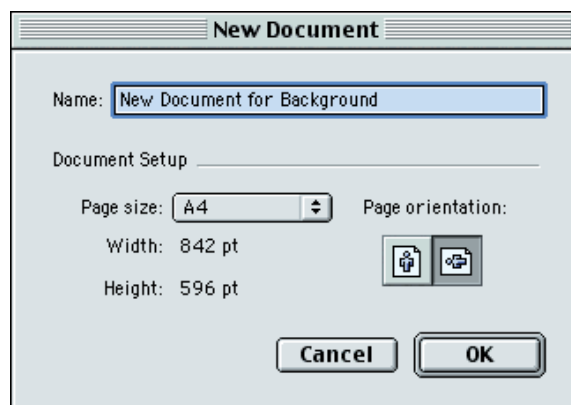 New Document
Name: New Document for Background
Document Setup
Page size: A4 Page orientation:
Width: 842 pt
Height: 596 pt
Cancel OK